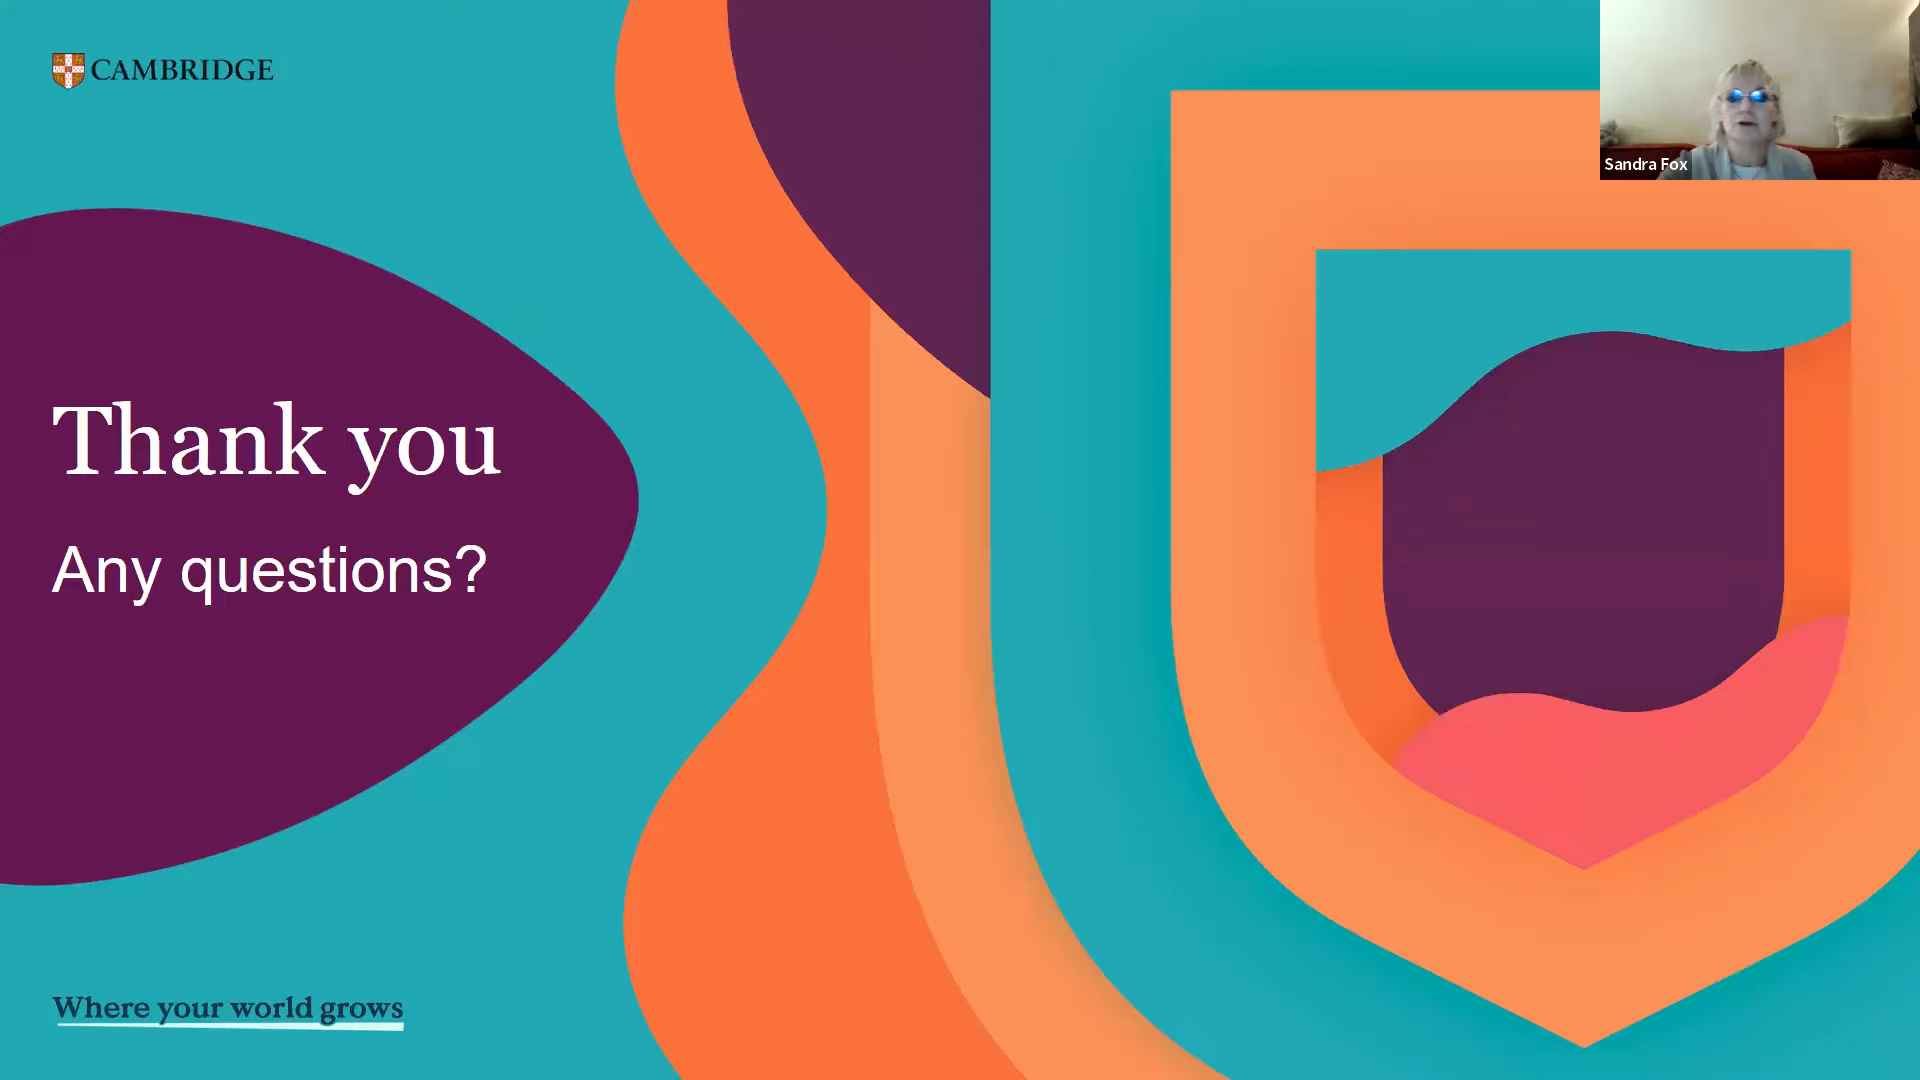 CAMBRIDGE
Sandra Fox
Thank you
Any questions?
Where your world grows